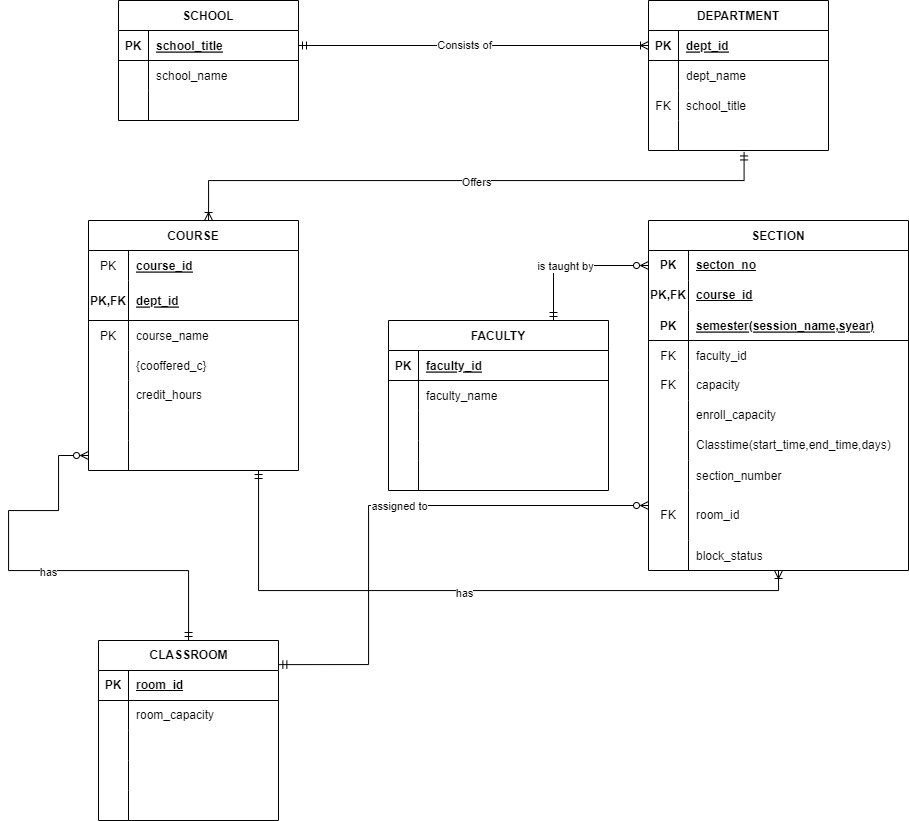 SCHOOL
PK school_title
school_name
Consists of
DEPARTMENT
PK dept_id
dept_name
FK school_title
Offers
COURSE
PK course_id
PK,FK dept_id
PK course_name
{cooffered_c}
credit_hours
is taught by
FACULTY
PK faculty_id
faculty_name
SECTION
PK secton_no
PK,FK course_id
PK semester(session_name,syear)
FK faculty_id
FK capacity
enroll_capacity
Classtime(start_time,end_time,days)
section_number
FK room_id
block_status
assigned to
has
has
CLASSROOM
PK room_id
room_capacity